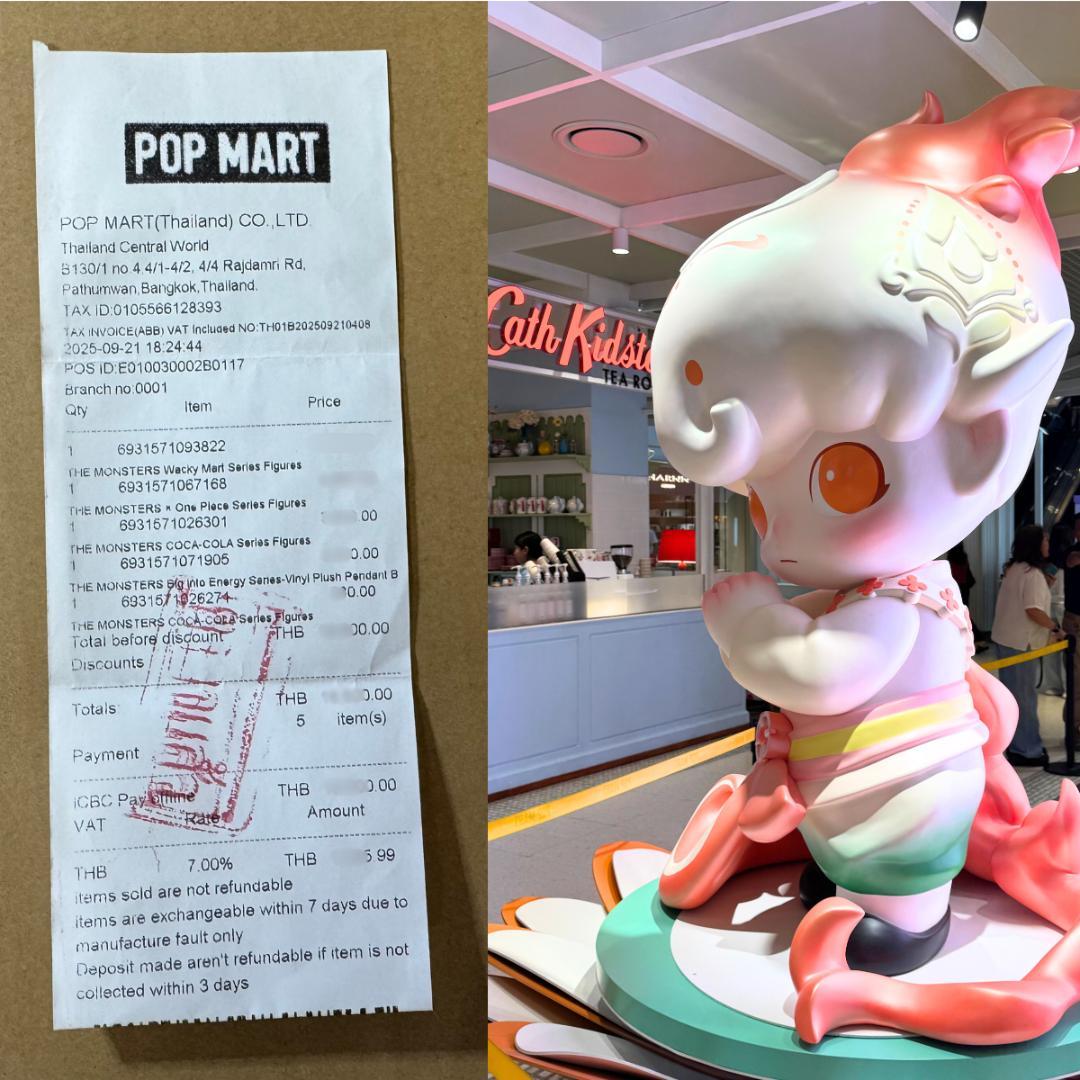 POP MART
POP MART(Thailand) CO.,LTD.
Thailand Central World
B130/1 no 4,4/1-4/2, 4/4 Rajdamri Rd,
Pathumwan,Bangkok,Thailand.
TAX ID:0105566128393
TAX INVOICE(ABB) VAT Included NO:TH01B202509210408
2025-09-21 18:24:44
POS ID:E010030002B0117
Branch no:0001
Qty Item Price
1 6931571093822
THE MONSTERS Wacky Mart Series Figures
1 6931571067168
THE MONSTERS × One Piece Series Figures
1 6931571026301 00
THE MONSTERS COCA-COLA Series Figures
1 6931571071905 0.00
THE MONSTERS Big into Energy Series-Vinyl Plush Pendant B
1 6931571026271 0.00
THE MONSTERS COCA-COLA Series Figures
Total before discount THB 00.00
Discounts
Totals: THB 0.00
5 item(s)
Payment
ICBC Pay offline THB 0.00
VAT Rate Amount
THB 7.00% THB 5.99
items sold are not refundable
items are exchangeable within 7 days due to
manufacture fault only
Deposit made aren't refundable if item is not
collected within 3 days
Cath Kidst
TEA RO
HARNN